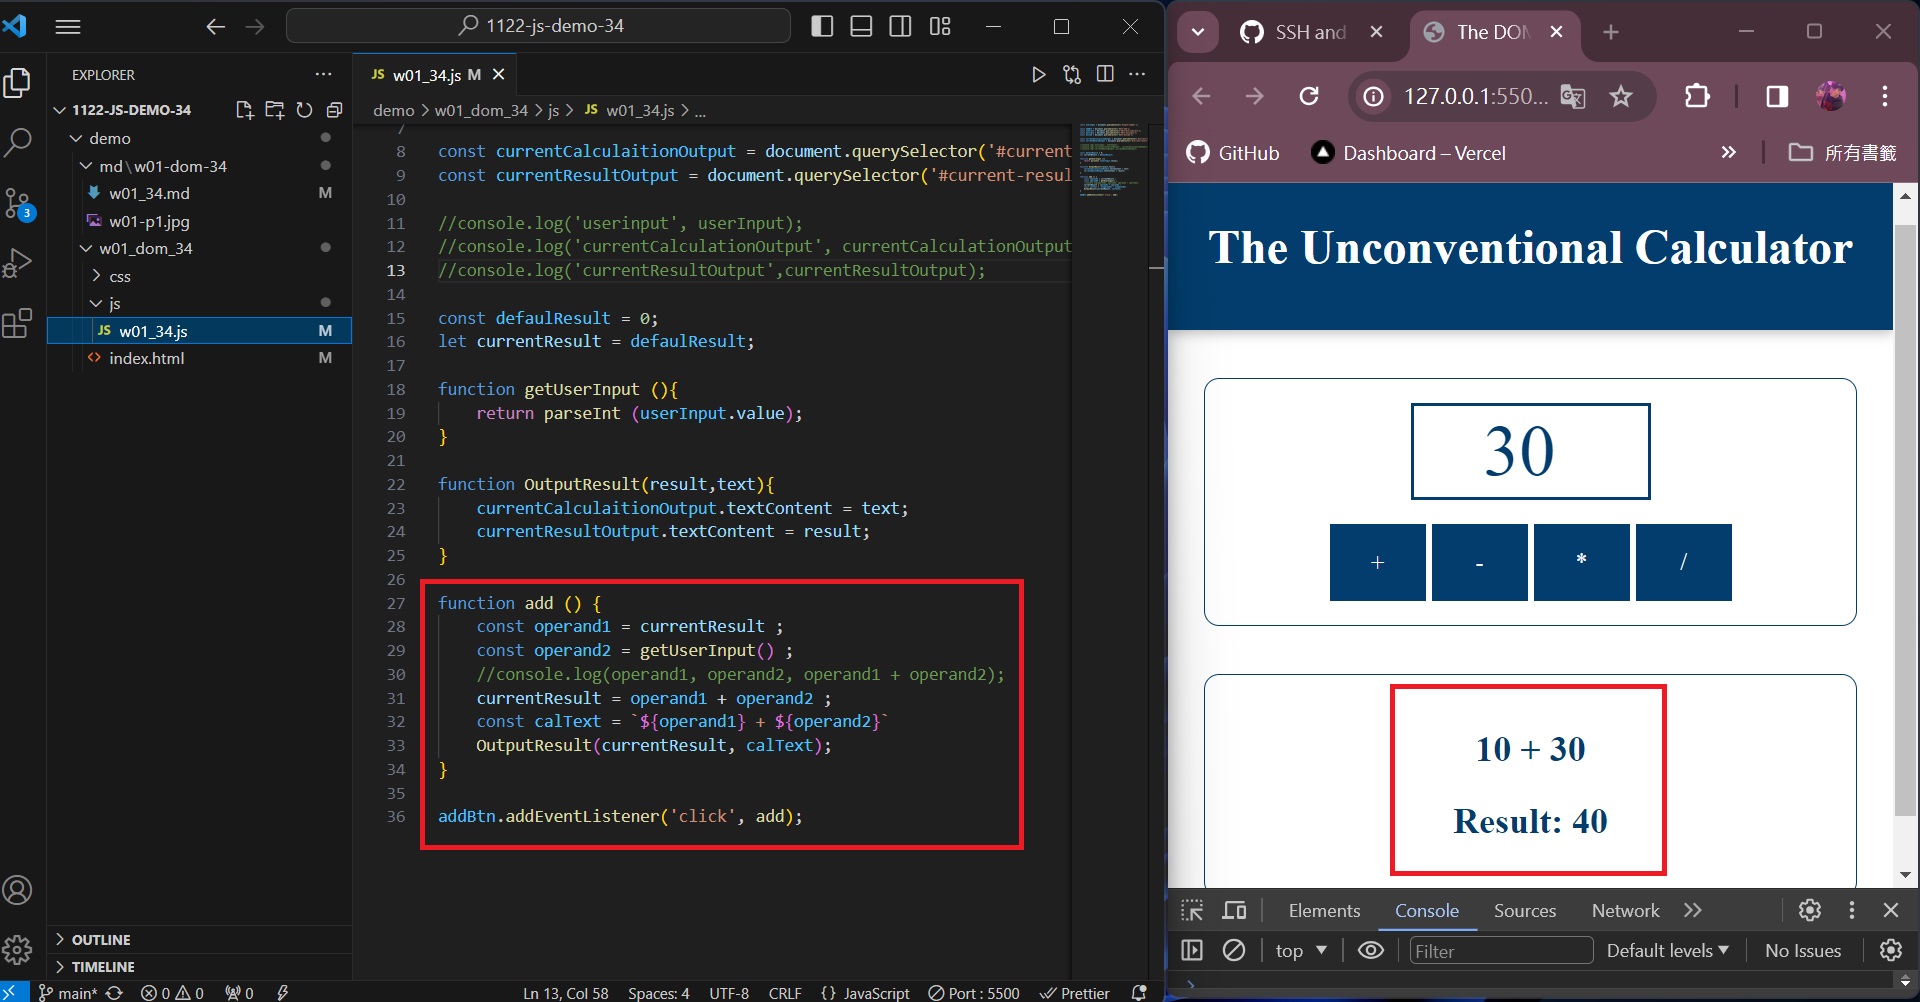 1122-js-demo-34
EXPLORER
1122-JS-DEMO-34
demo
md\w01-dom-34
w01_34.md M
w01-p1.jpg
w01_dom_34
css
js
JS w01_34.js M
index.html M
OUTLINE
TIMELINE
3
JS w01_34.js M
demo > w01_dom_34 > js > JS w01_34.js > ...
7
8 const currentCalculaitionOutput = document.querySelector('#current
9 const currentResultOutput = document.querySelector('#current-resul
10
11 //console.log('userinput', userInput);
12 //console.log('currentCalculationOutput', currentCalculationOutput
13 //console.log('currentResultOutput',currentResultOutput);
14
15 const defaulResult = 0;
16 let currentResult = defaulResult;
17
18 function getUserInput (){
19 return parseInt (userInput.value);
20 }
21
22 function OutputResult(result,text){
23 currentCalculaitionOutput.textContent = text;
24 currentResultOutput.textContent = result;
25 }
26
27 function add () {
28 const operand1 = currentResult ;
29 const operand2 = getUserInput() ;
30 //console.log(operand1, operand2, operand1 + operand2);
31 currentResult = operand1 + operand2 ;
32 const calText = `${operand1} + ${operand2}`
33 OutputResult(currentResult, calText);
34 }
35
36 addBtn.addEventListener('click', add);
main* 0 0 0 Ln 13, Col 58 Spaces: 4 UTF-8 CRLF {} JavaScript Port : 5500 Prettier
SSH and
The DOM
127.0.0.1:550...
GitHub Dashboard – Vercel » 所有書籤
The Unconventional Calculator
30
+ - * /
10 + 30
Result: 40
Elements Console Sources Network
top Filter Default levels No Issues